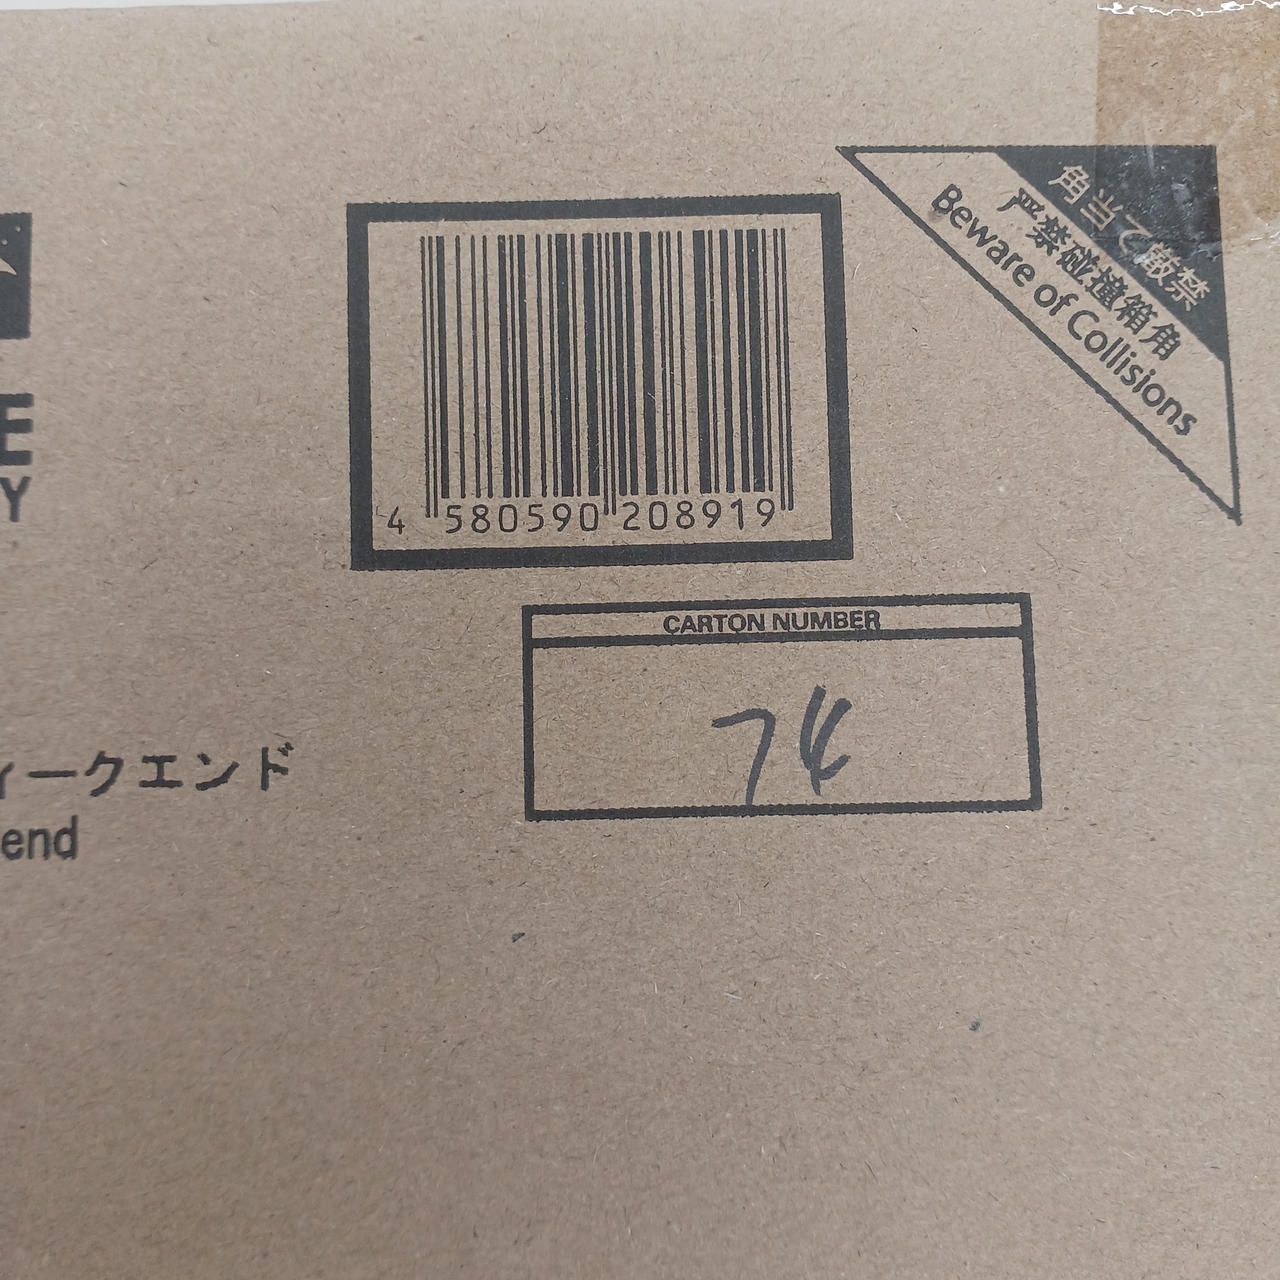 角当て厳禁
严禁碰撞箱角
Beware of Collisions
E
Y
4 580590 208919
CARTON NUMBER
74
ィークエンド
end